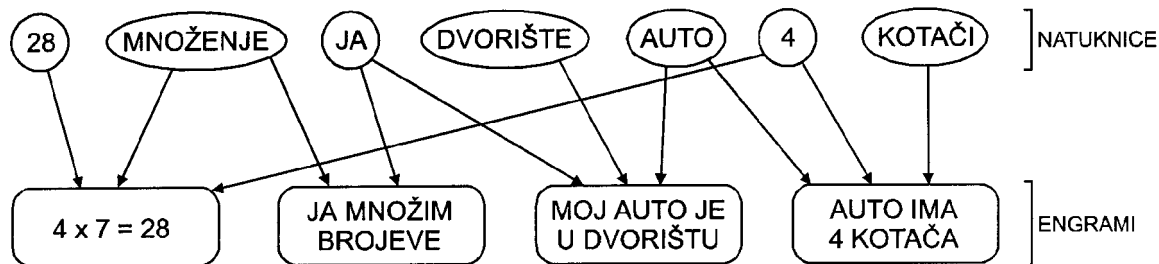 28 MNOŽENJE JA DVORIŠTE AUTO 4 KOTAČI NATUKNICE
4 x 7 = 28
JA MNOŽIM
BROJEVE
MOJ AUTO JE
U DVORIŠTU
AUTO IMA
4 KOTAČA
ENGRAMI